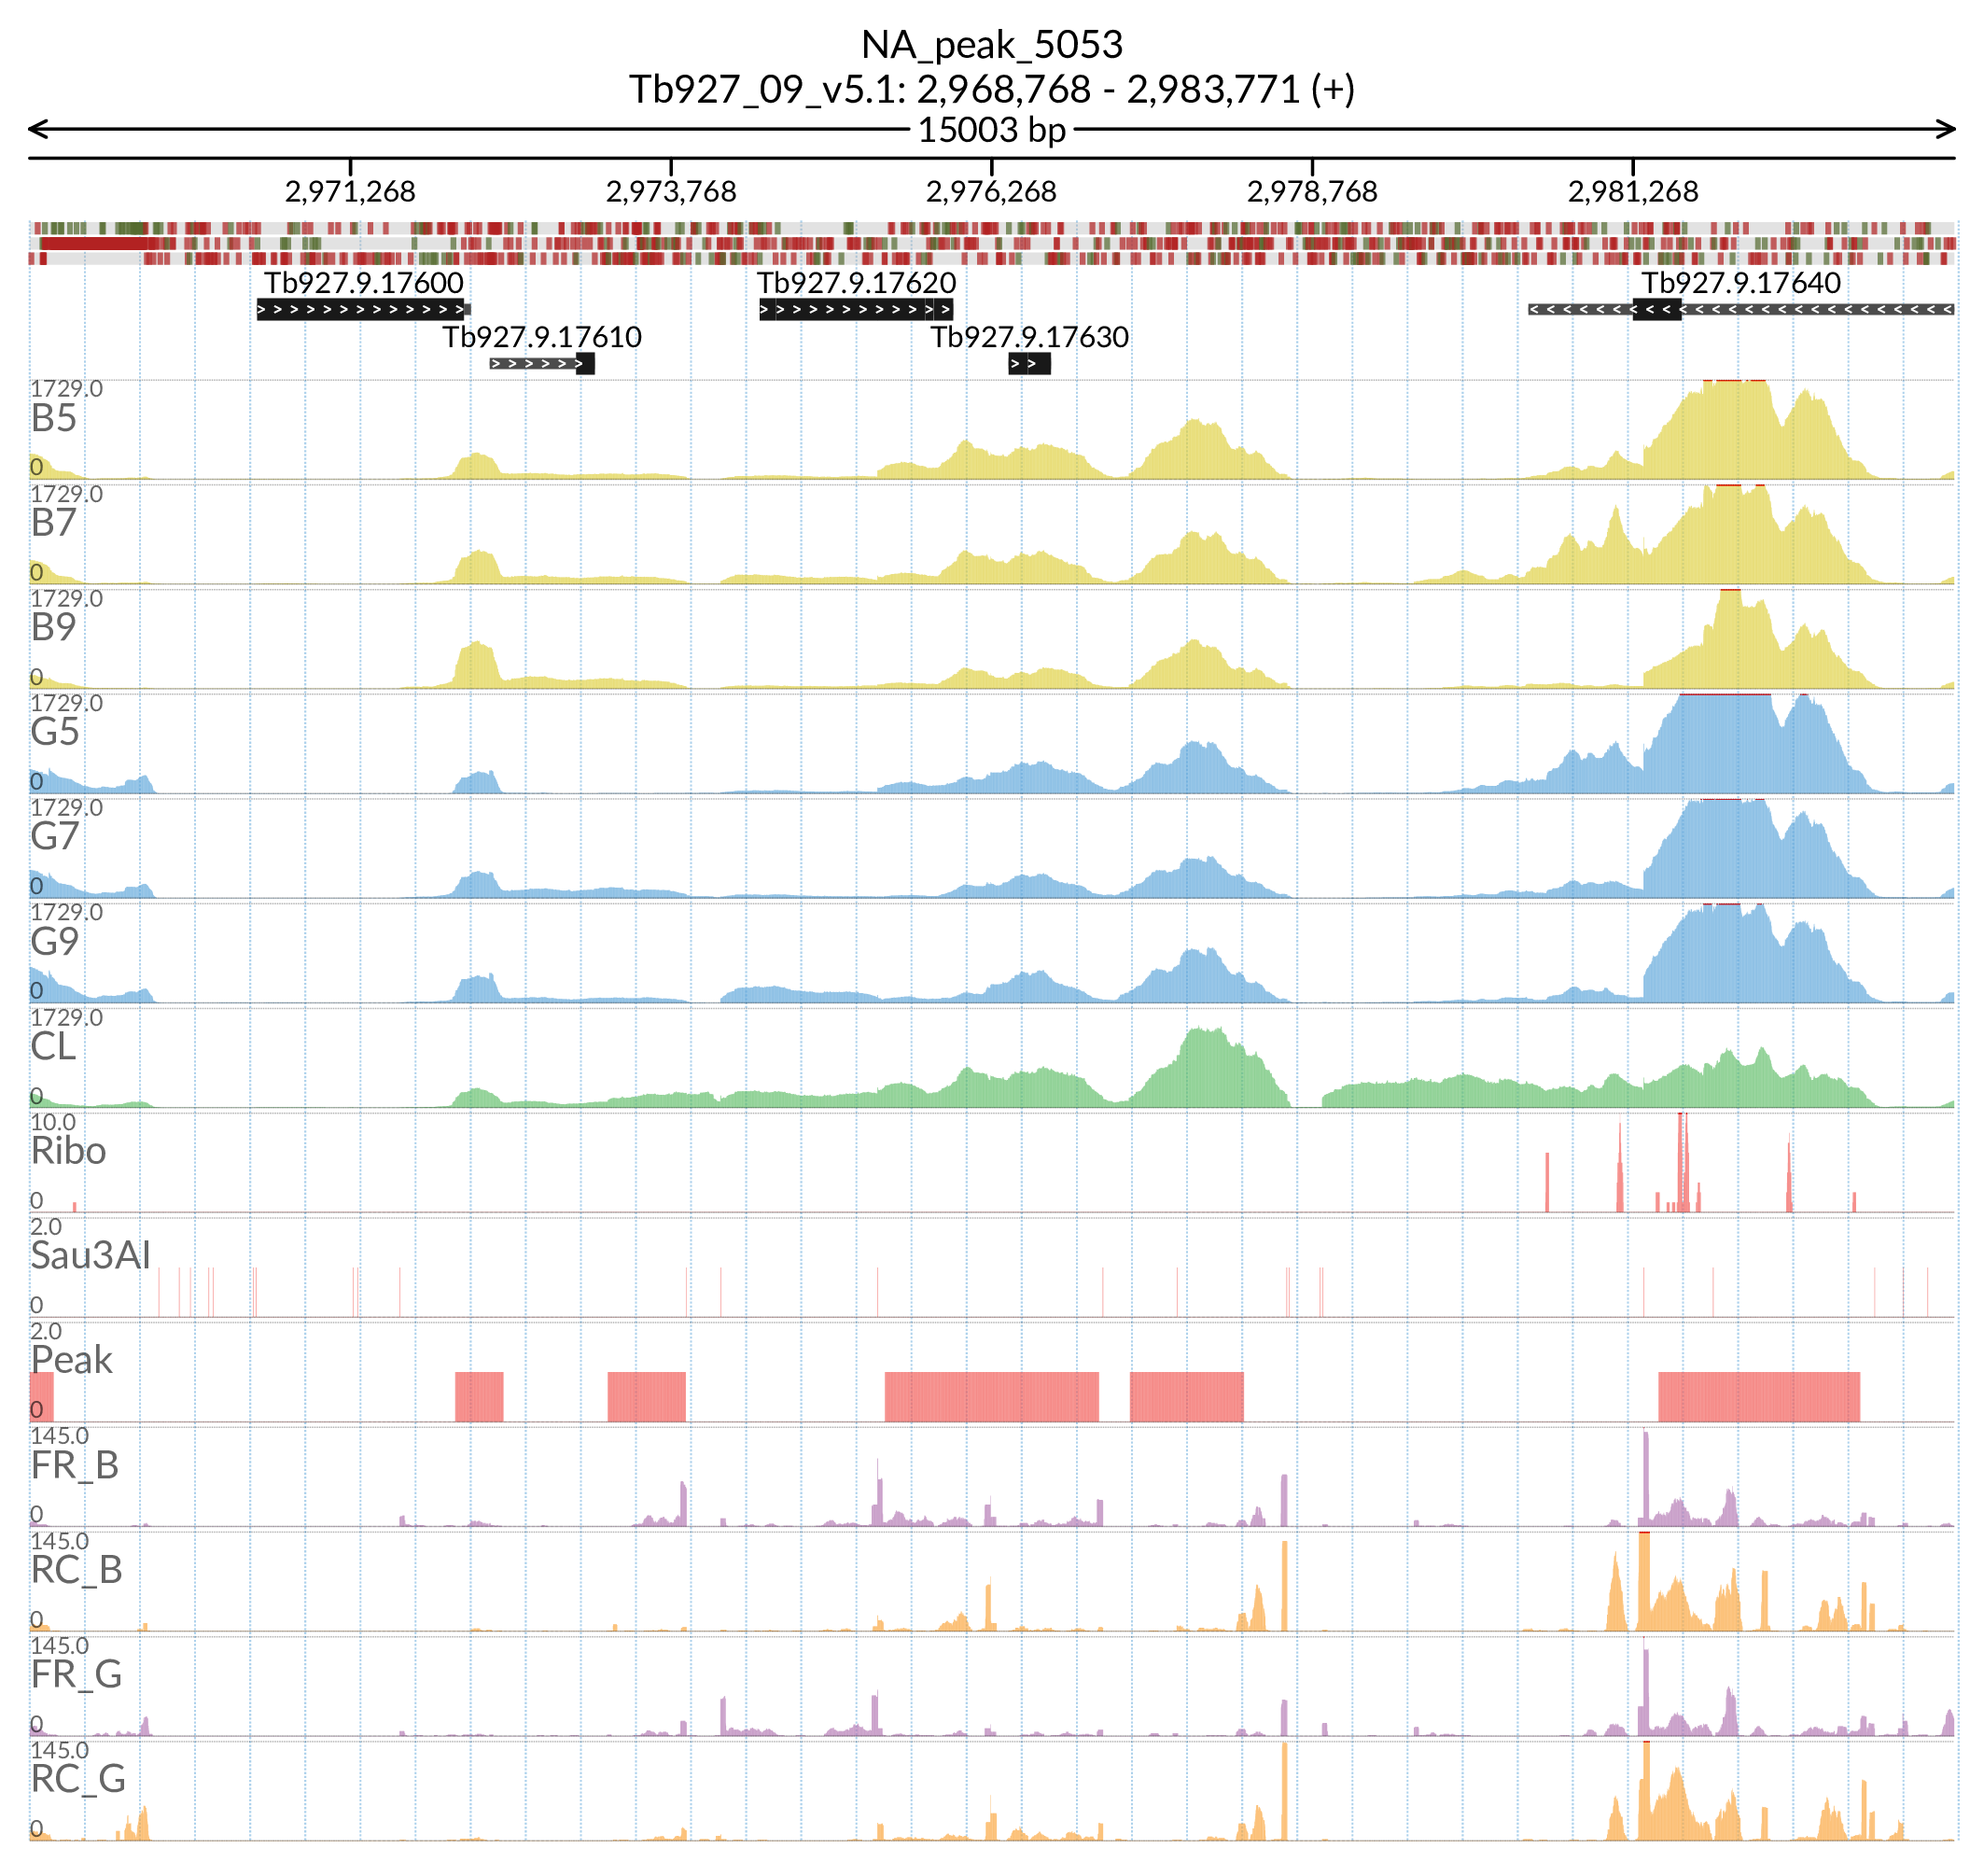 NA_peak_5053
Tb927_09_v5.1: 2,968,768 - 2,983,771 (+)
15003 bp
2,971,268 2,973,768 2,976,268 2,978,768 2,981,268
Tb927.9.17600 Tb927.9.17620 Tb927.9.17640
Tb927.9.17610 Tb927.9.17630
1729.0
B5
0
1729.0
B7
0
1729.0
B9
0
1729.0
G5
0
1729.0
G7
0
1729.0
G9
0
1729.0
CL
0
10.0
Ribo
0
2.0
Sau3AI
0
2.0
Peak
0
145.0
FR_B
0
145.0
RC_B
0
145.0
FR_G
0
145.0
RC_G
0